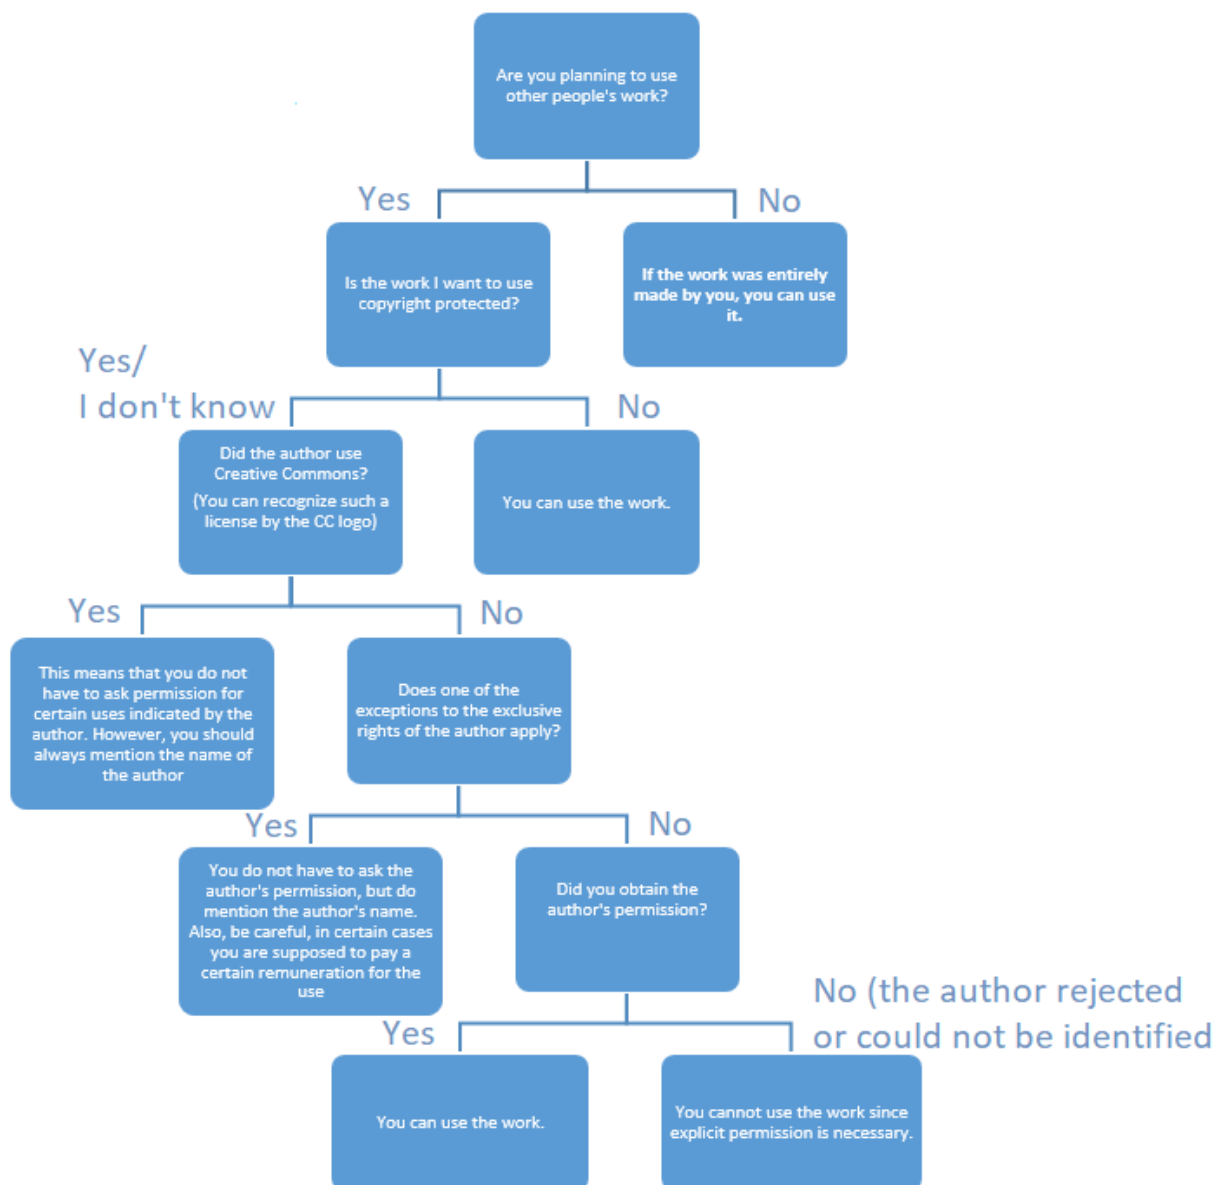 Are you planning to use
other people's work?
Yes
No
Is the work I want to use
copyright protected?
If the work was entirely
made by you, you can use
it.
Yes/
I don't know
No
Did the author use
Creative Commons?
(You can recognize such a
license by the CC logo)
You can use the work.
Yes
No
This means that you do not
have to ask permission for
certain uses indicated by the
author. However, you should
always mention the name of
the author
Does one of the
exceptions to the exclusive
rights of the author apply?
Yes
No
You do not have to ask the
author's permission, but do
mention the author's name.
Also, be careful, in certain cases
you are supposed to pay a
certain remuneration for the
use
Did you obtain the
author's permission?
Yes
No (the author rejected
or could not be identified
You can use the work.
You cannot use the work since
explicit permission is necessary.